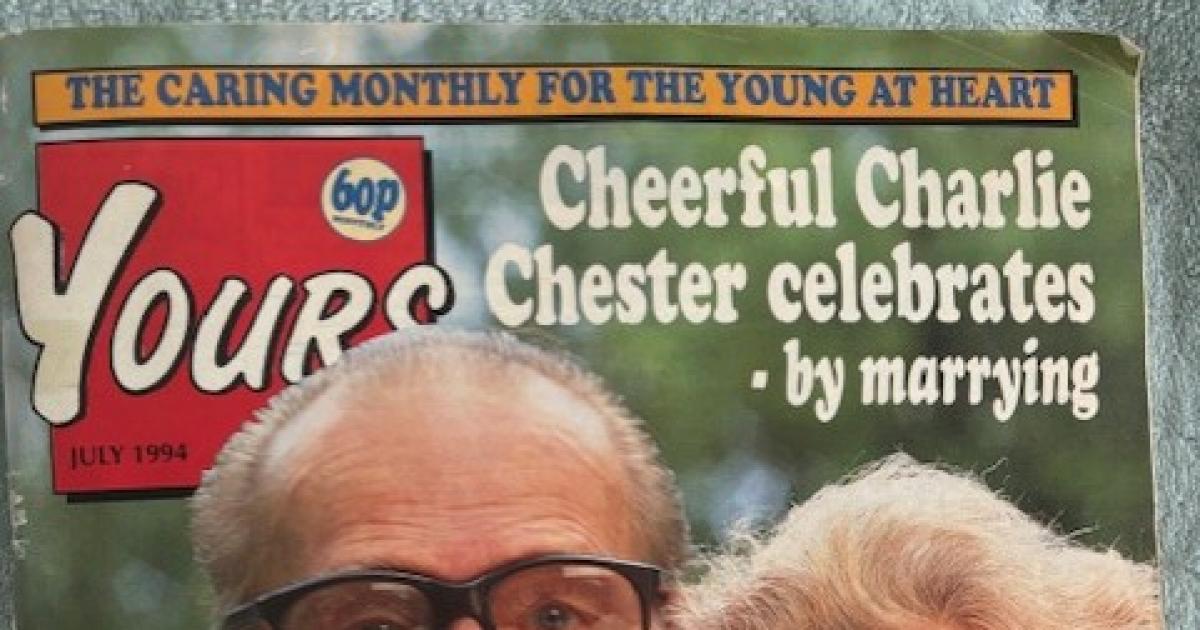 THE CARING MONTHLY FOR THE YOUNG AT HEART
YOURS
60p
JULY 1994
Cheerful Charlie
Chester celebrates
- by marrying